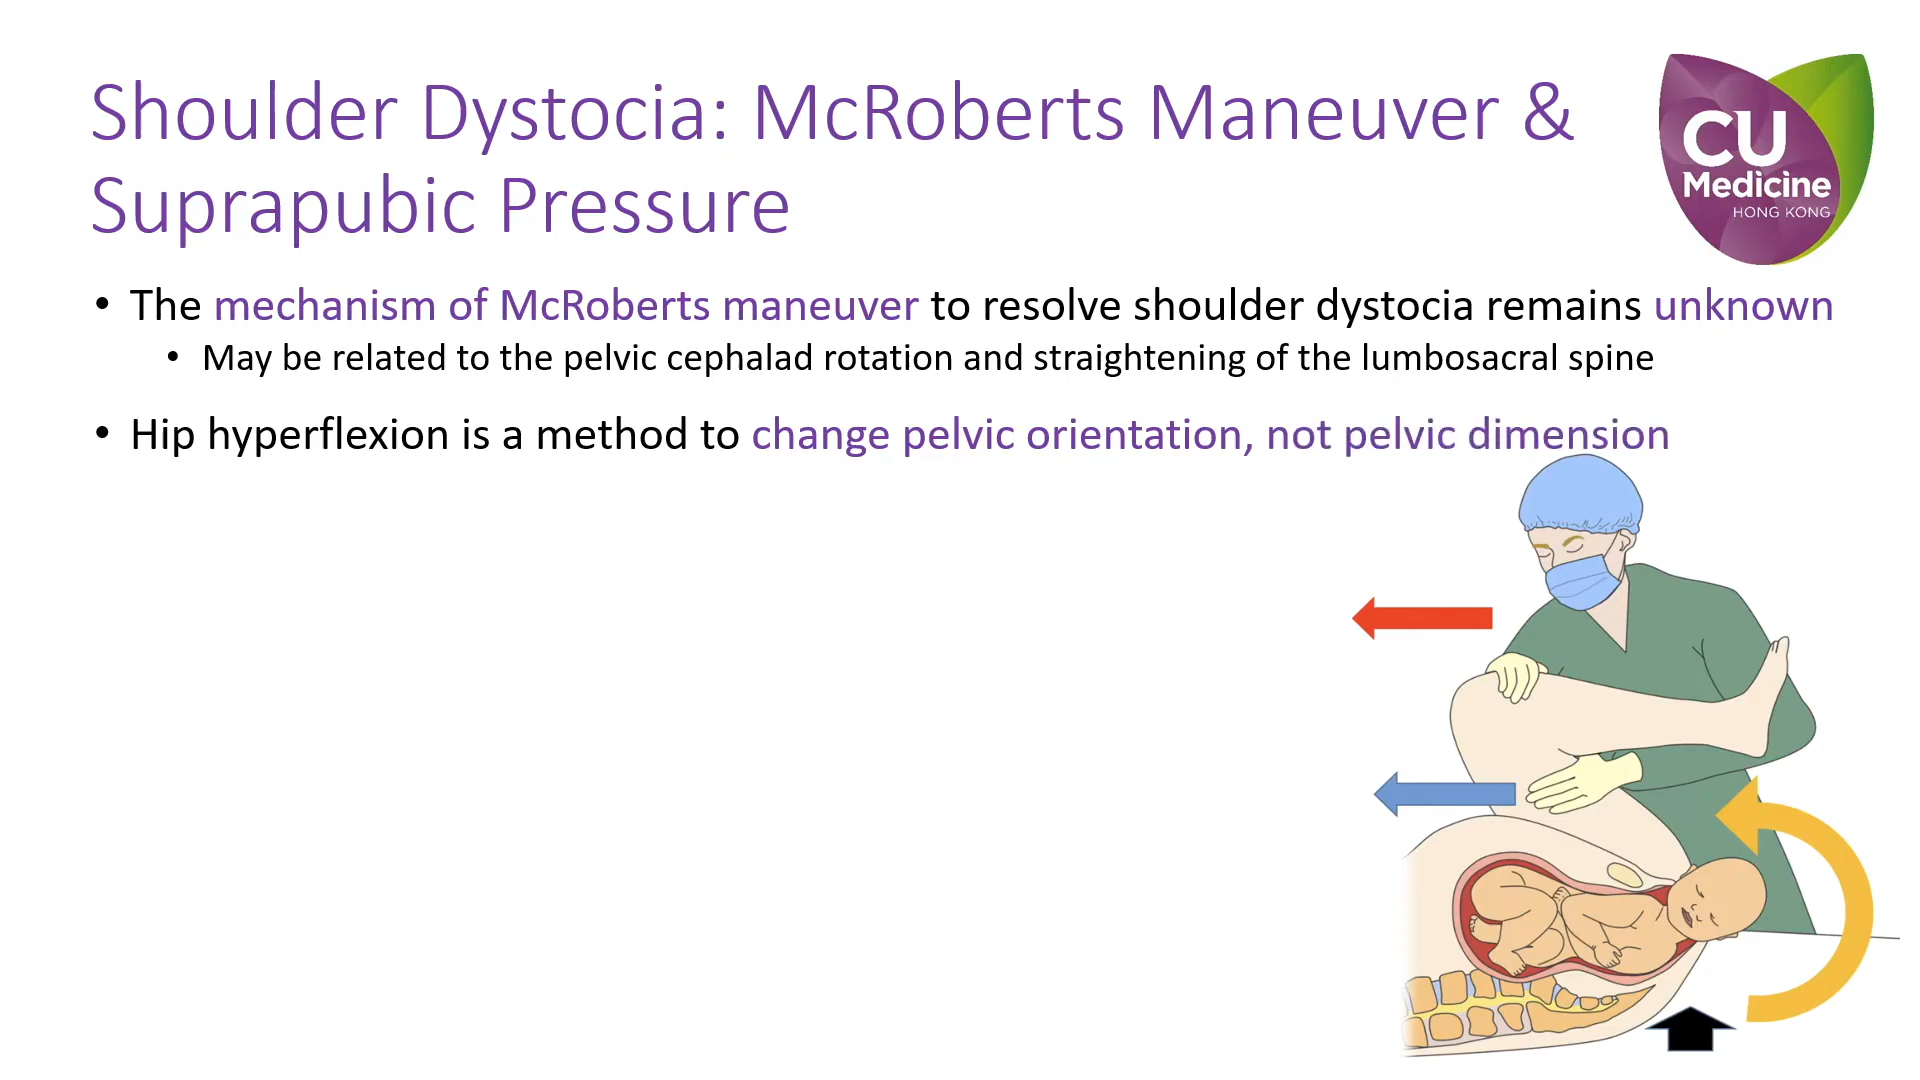 Shoulder Dystocia: McRoberts Maneuver &
Suprapubic Pressure
CU
Medicine
HONG KONG
• The mechanism of McRoberts maneuver to resolve shoulder dystocia remains unknown
• May be related to the pelvic cephalad rotation and straightening of the lumbosacral spine
• Hip hyperflexion is a method to change pelvic orientation, not pelvic dimension